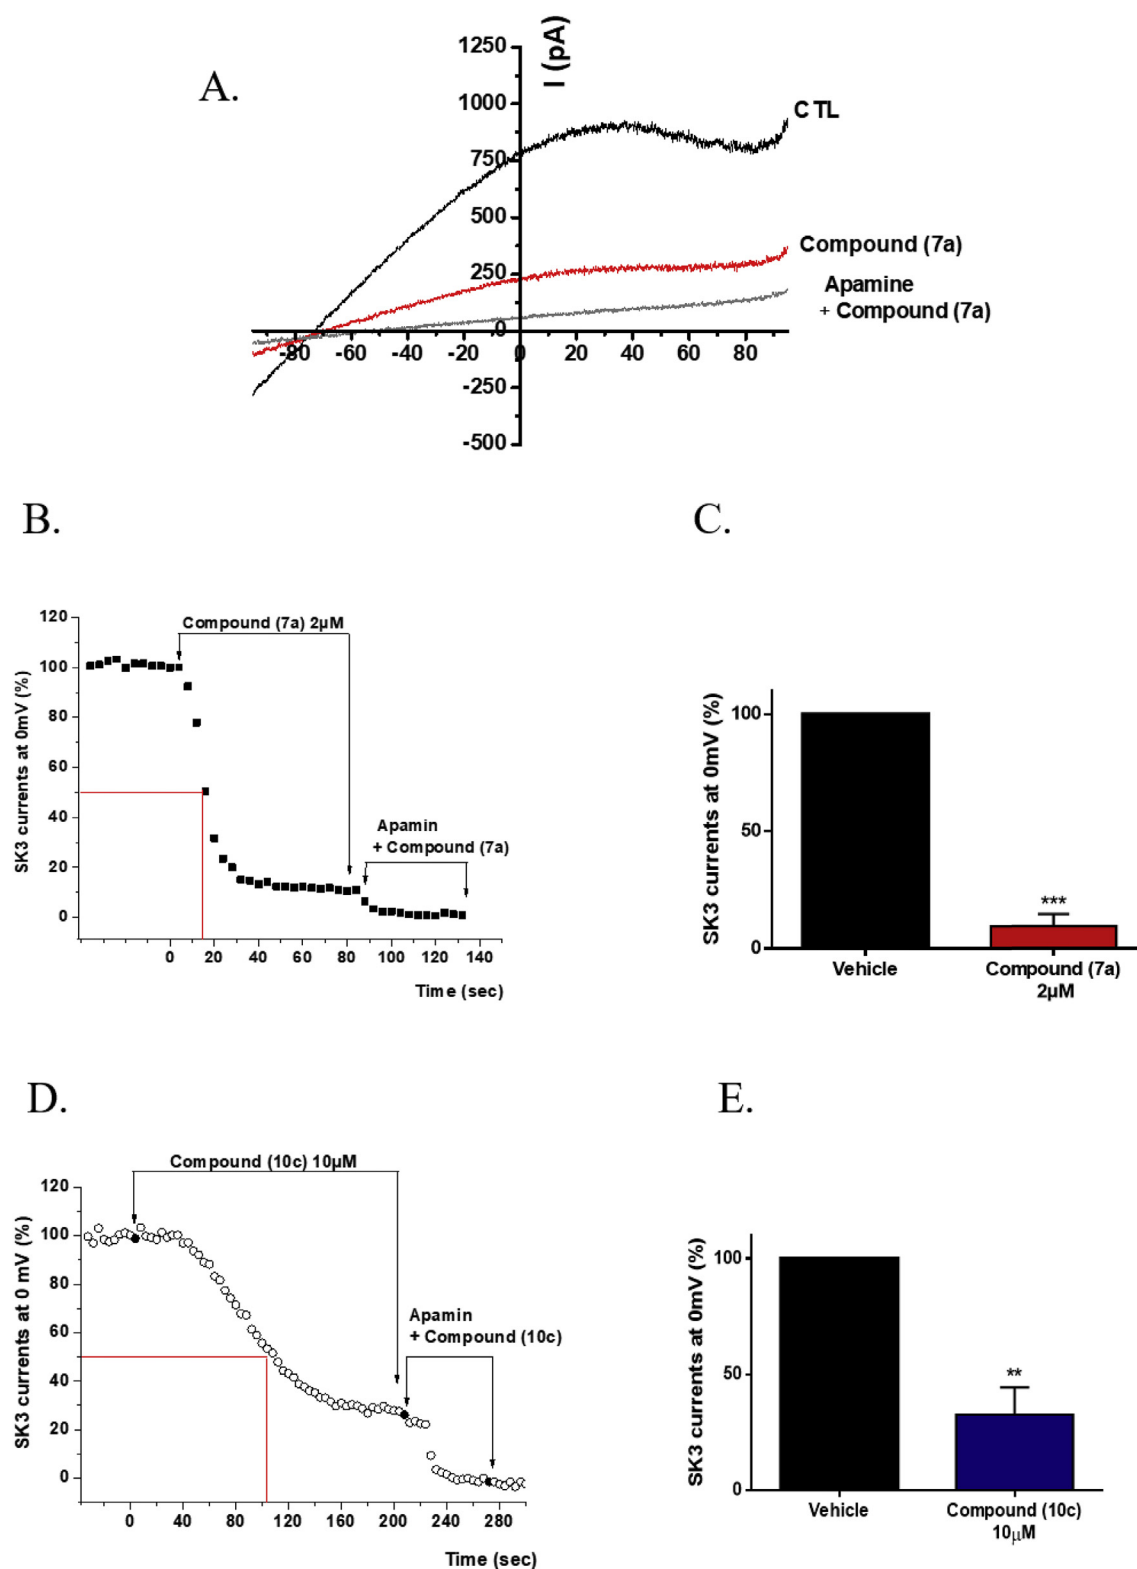 A.
I (pA)
1250
1000
750
500
250
0
-250
-500
-80 -60 -40 -20 0 20 40 60 80
CTL
Compound (7a)
Apamine
+ Compound (7a)
B.
SK3 currents at 0mV (%)
120
100
80
60
40
20
0
0 20 40 60 80 100 120 140
Time (sec)
Compound (7a) 2µM
Apamin
+ Compound (7a)
C.
SK3 currents at 0mV (%)
100
50
0
***
Vehicle
Compound (7a)
2µM
D.
SK3 currents at 0 mV (%)
120
100
80
60
40
20
0
0 40 80 120 160 200 240 280
Time (sec)
Compound (10c) 10µM
Apamin
+ Compound (10c)
E.
SK3 currents at 0mV (%)
100
50
0
**
Vehicle
Compound (10c)
10µM